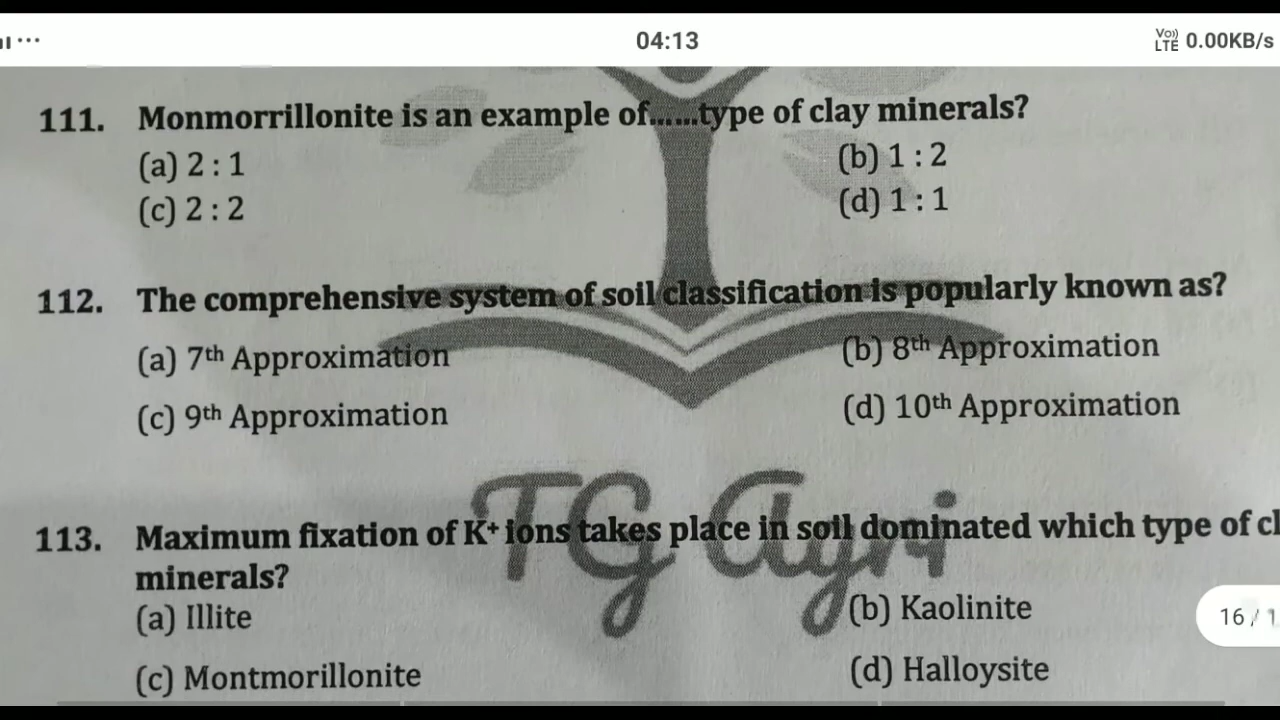 04:13
Vo)) LTE 0.00KB/s
111. Monmorrillonite is an example of......type of clay minerals?
(a) 2 : 1 (b) 1 : 2
(c) 2 : 2 (d) 1 : 1
112. The comprehensive system of soil classification is popularly known as?
(a) 7th Approximation (b) 8th Approximation
(c) 9th Approximation (d) 10th Approximation
TG Agri
113. Maximum fixation of K+ ions takes place in soil dominated which type of cl
minerals?
(a) Illite (b) Kaolinite
16 / 1
(c) Montmorillonite (d) Halloysite